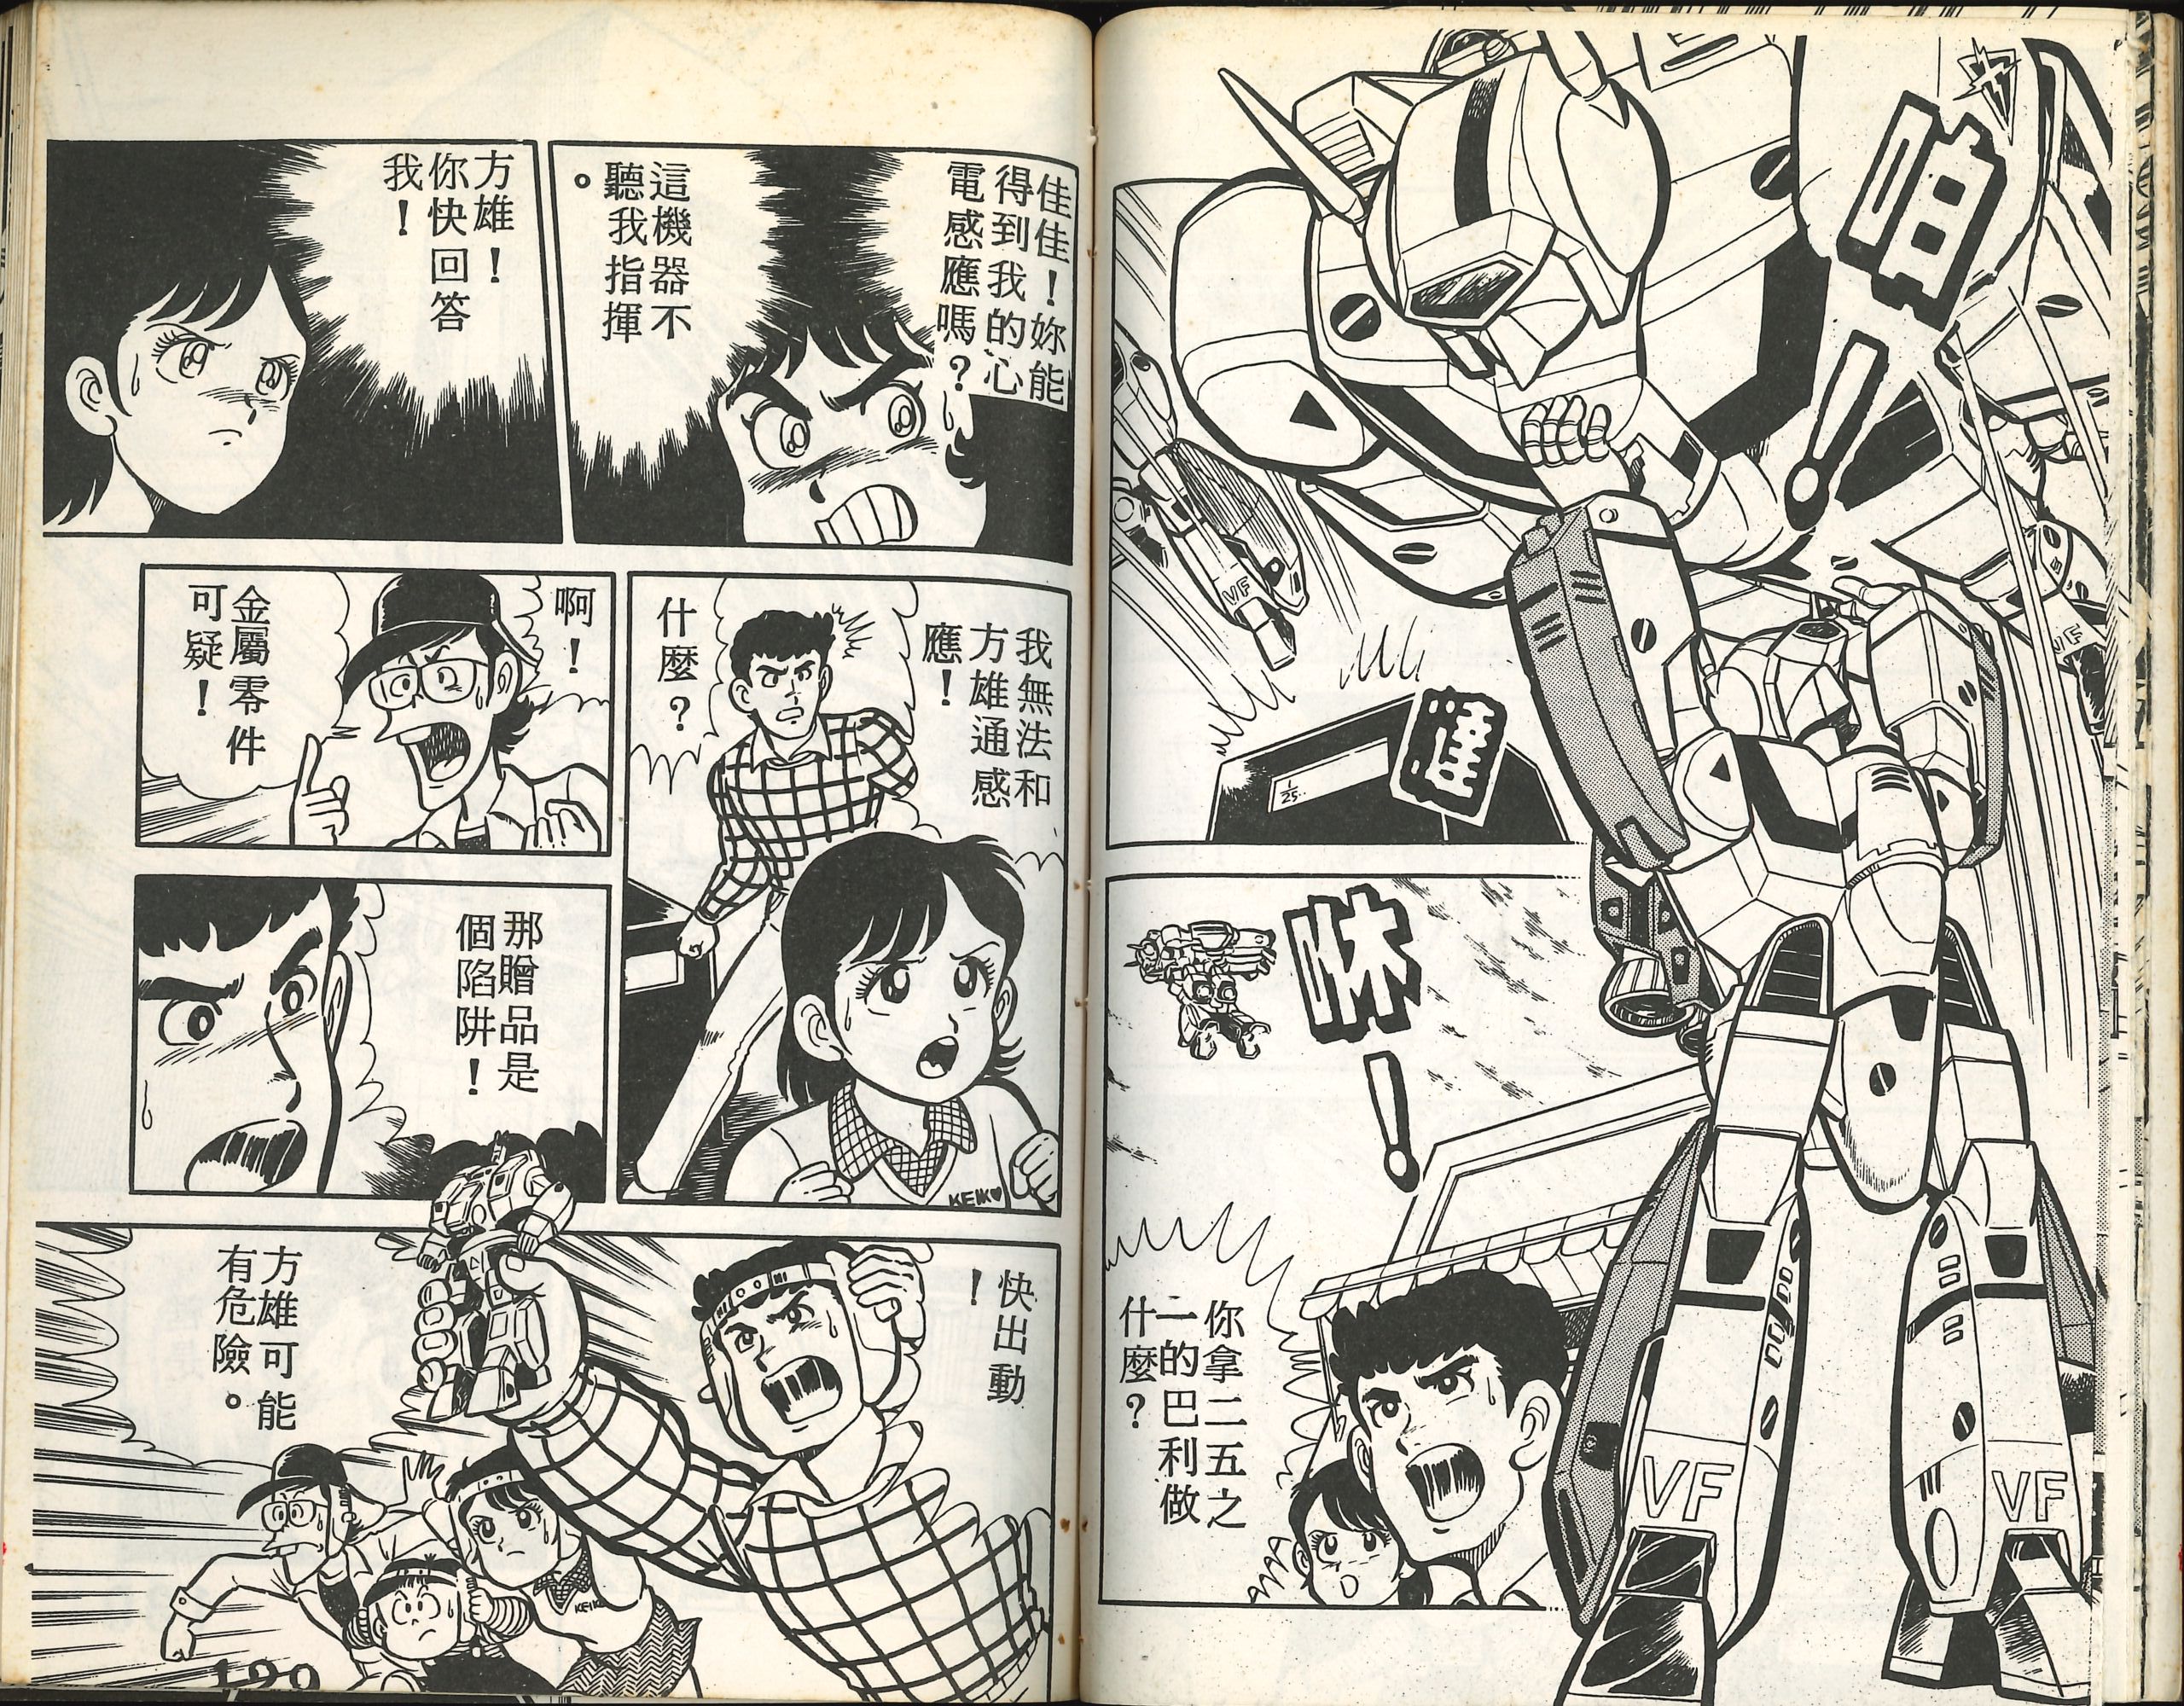 咱
!
VF
1/25..
噠
VF
咻
!
你拿二五之
一的巴利做
什麼?
VF
VF
佳佳!妳能
得到我的心
電感應嗎?
這機器不
聽我指揮
。
方雄!
你快回答
我!
我無法和
方雄通感
應!
什麼?
KEIKO
啊!
金屬零件
可疑!
那贈品是
個陷阱!
快出動
!
方雄可能
有危險。
KEIKO
190